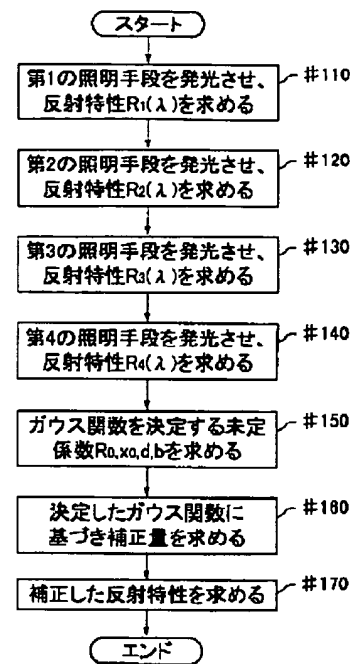 スタート
第1の照明手段を発光させ、 #110
反射特性R1(λ)を求める
第2の照明手段を発光させ、 #120
反射特性R2(λ)を求める
第3の照明手段を発光させ、 #130
反射特性R3(λ)を求める
第4の照明手段を発光させ、 #140
反射特性R4(λ)を求める
ガウス関数を決定する未定 #150
係数R0,x0,d,bを求める
決定したガウス関数に #160
基づき補正量を求める
補正した反射特性を求める #170
エンド